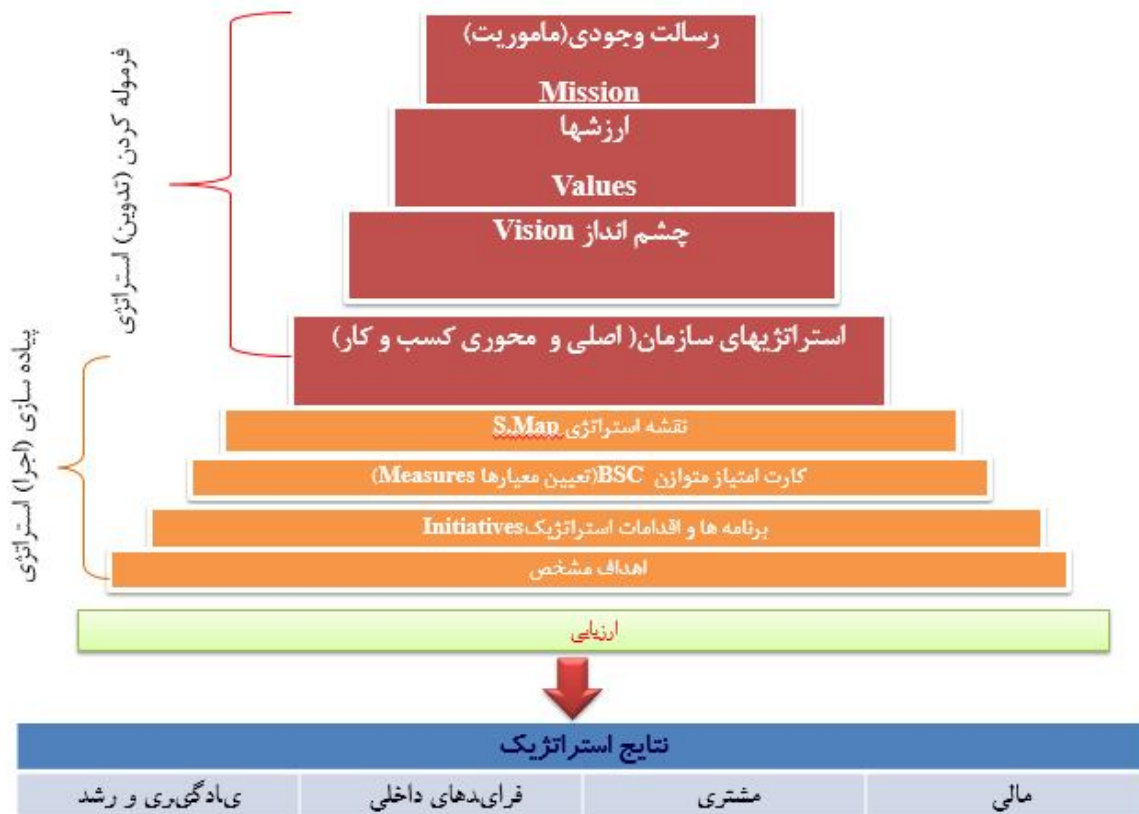 رسالت وجودی(ماموریت)
Mission
ارزشها
Values
چشم انداز Vision
استراتژیهای سازمان( اصلی و محوری کسب و کار)
نقشه استراتژی S.Map
کارت امتیاز متوازن BSC(تعیین معیارها Measures)
برنامه ها و اقدامات استراتژیکInitiatives
اهداف مشخص
فرموله کردن (تدوین) استراتژی
پیاده سازی (اجرا) استراتژی
ارزیابی
نتایج استراتژیک
مالی
مشتری
فرایدهای داخلی
یادگیری و رشد